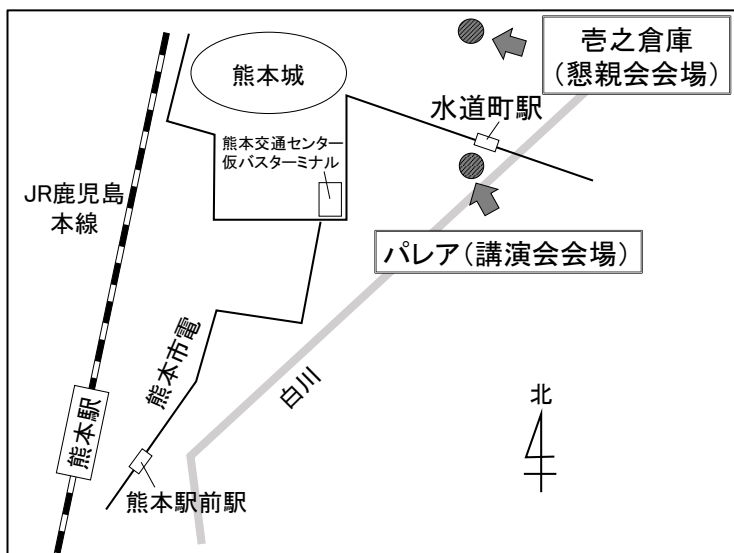 壱之倉庫
(懇親会会場)
熊本城
水道町駅
熊本交通センター
仮バスターミナル
JR鹿児島
本線
パレア(講演会会場)
熊本市電
白川
北
熊本駅
熊本駅前駅